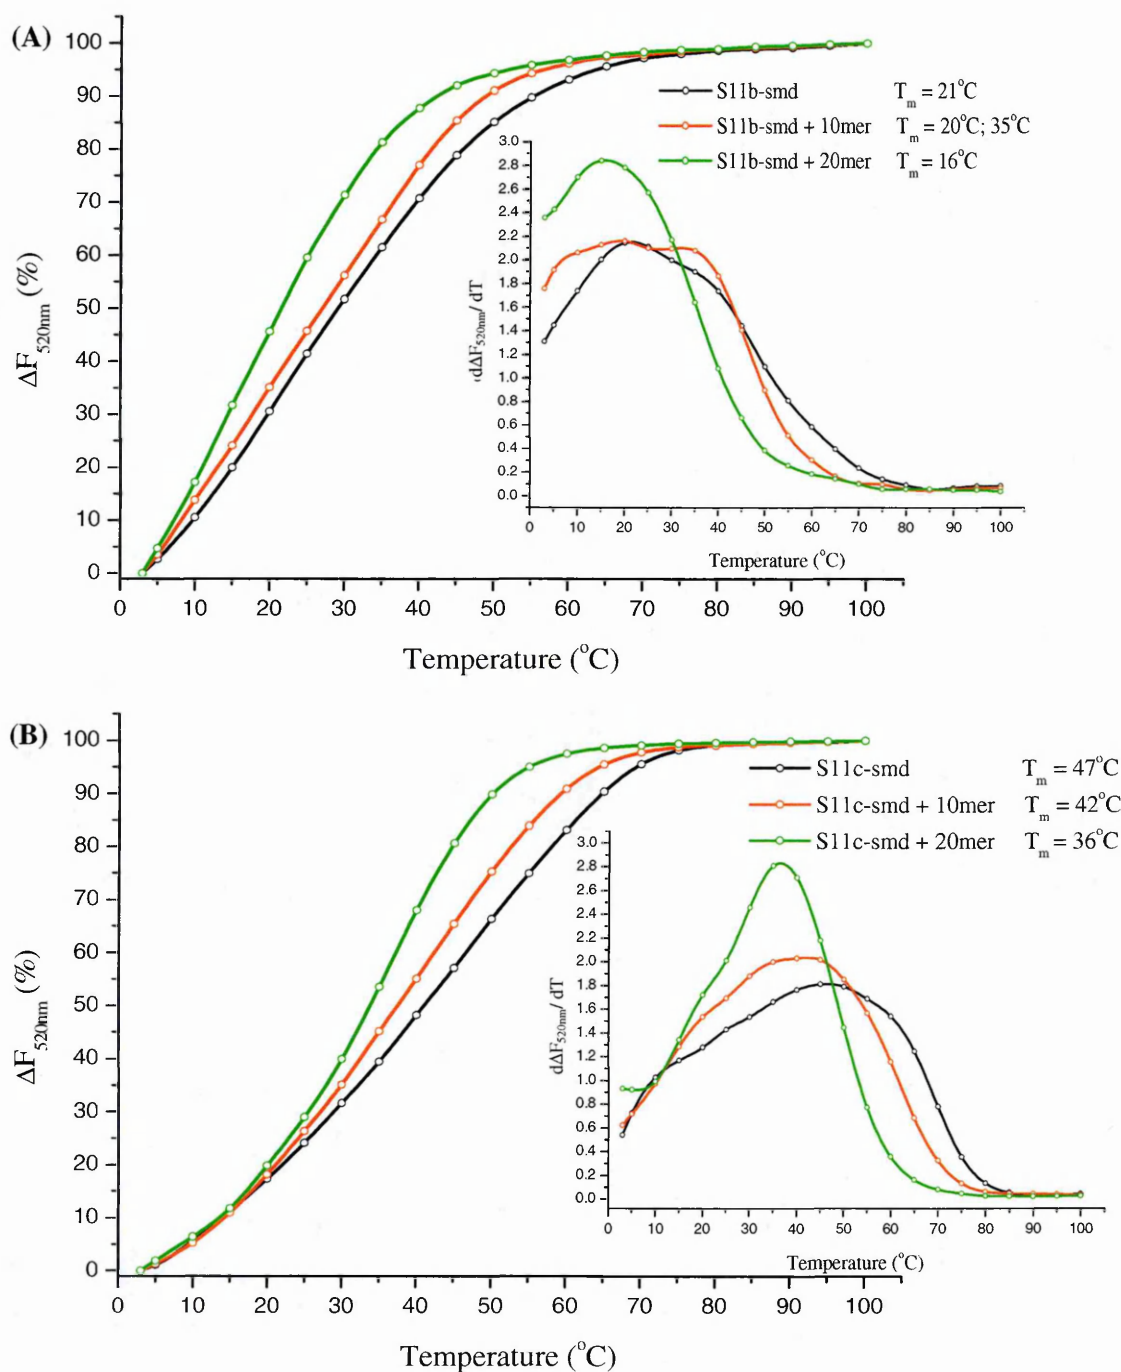 (A)
100
90
80
70
60
50
40
30
20
10
0
ΔF520nm (%)
0 10 20 30 40 50 60 70 80 90 100
Temperature (°C)
S11b-smd Tm = 21°C
S11b-smd + 10mer Tm = 20°C; 35°C
S11b-smd + 20mer Tm = 16°C
3.0
2.8
2.6
2.4
2.2
2.0
1.8
1.6
1.4
1.2
1.0
0.8
0.6
0.4
0.2
0.0
dΔF520nm/ dT
0 10 20 30 40 50 60 70 80 90 100
Temperature (°C)
(B)
100
90
80
70
60
50
40
30
20
10
0
ΔF520nm (%)
0 10 20 30 40 50 60 70 80 90 100
Temperature (°C)
S11c-smd Tm = 47°C
S11c-smd + 10mer Tm = 42°C
S11c-smd + 20mer Tm = 36°C
3.0
2.8
2.6
2.4
2.2
2.0
1.8
1.6
1.4
1.2
1.0
0.8
0.6
0.4
0.2
0.0
dΔF520nm/ dT
0 10 20 30 40 50 60 70 80 90 100
Temperature (°C)